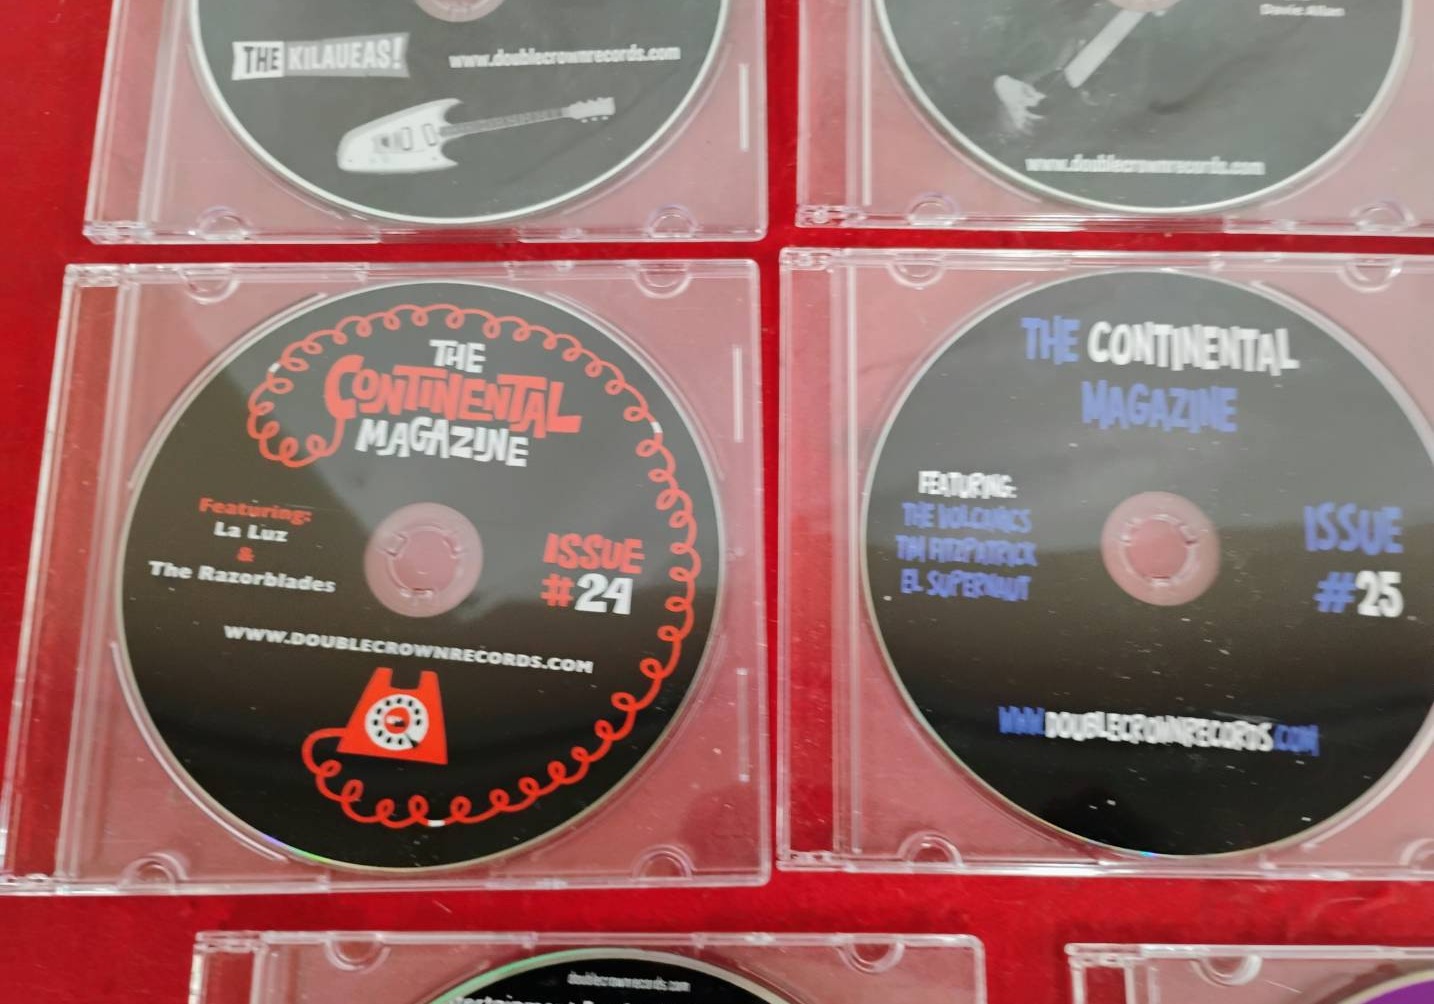 THE KILAUEAS!
www.doublecrownrecords.com
Davie Allan
www.doublecrownrecords.com
THE
CONTINENTAL
MAGAZINE
Featuring:
La Luz
&
The Razorblades
ISSUE
#24
WWW.DOUBLECROWNRECORDS.COM
THE CONTINENTAL
MAGAZINE
FEATURING:
THE VOLCANICS
TIM FITZPATRICK
EL SUPERNAUT
ISSUE
#25
WWW.DOUBLECROWNRECORDS.COM
doublecrownrecords.com